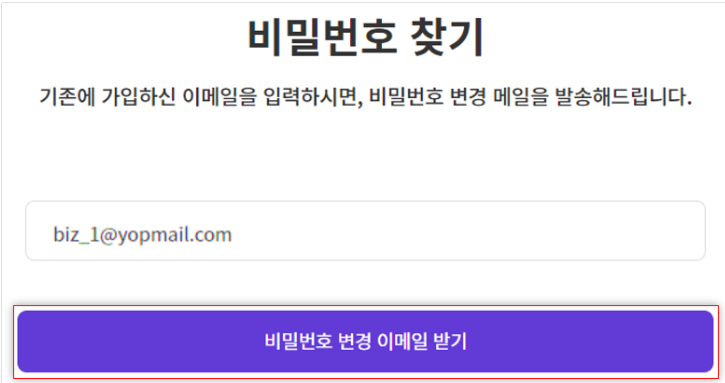 비밀번호 찾기
기존에 가입하신 이메일을 입력하시면, 비밀번호 변경 메일을 발송해드립니다.
biz_1@yopmail.com
비밀번호 변경 이메일 받기